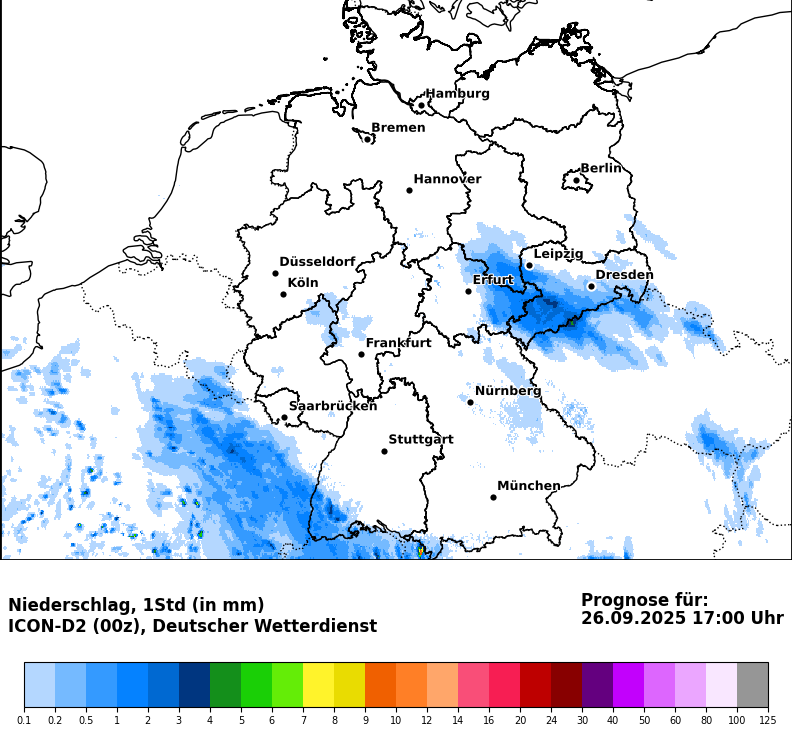 Hamburg
Bremen
Berlin
Hannover
Leipzig
Düsseldorf
Dresden
Köln
Erfurt
Frankfurt
Nürnberg
Saarbrücken
Stuttgart
München
Niederschlag, 1Std (in mm)
ICON-D2 (00z), Deutscher Wetterdienst
Prognose für:
26.09.2025 17:00 Uhr
0.1 0.2 0.5 1 2 3 4 5 6 7 8 9 10 12 14 16 20 24 30 40 50 60 80 100 125